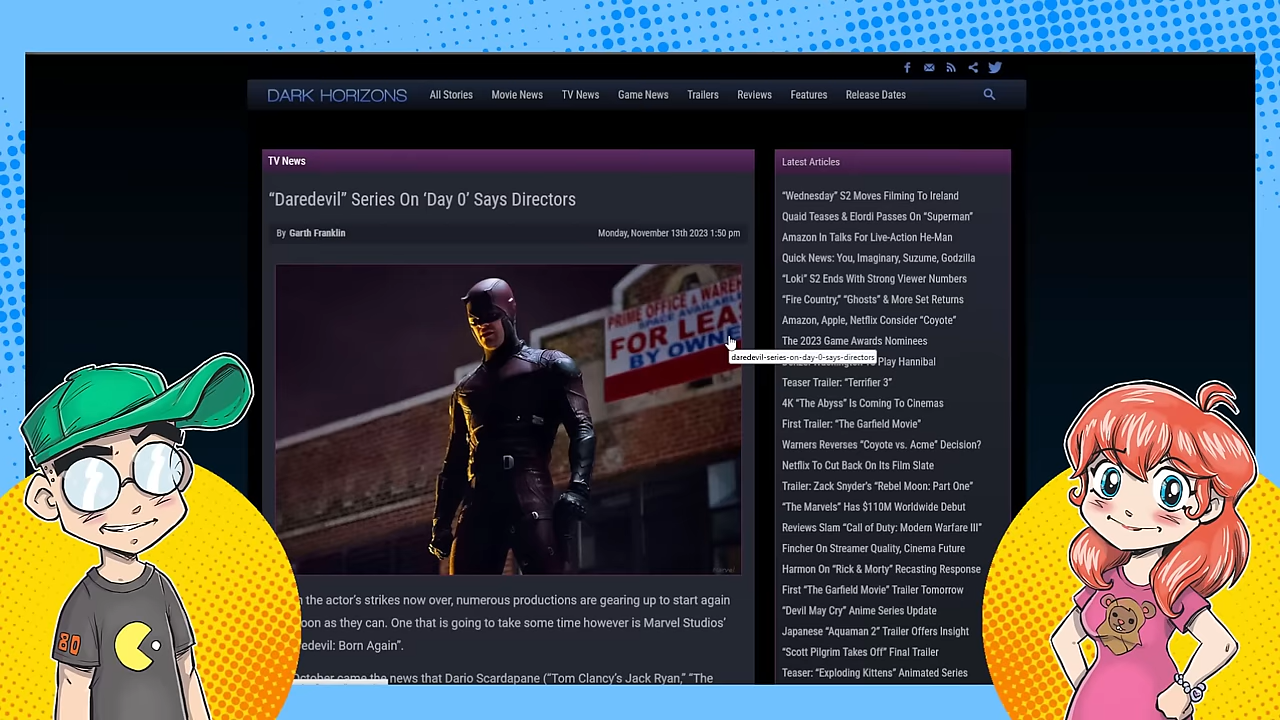 DARK HORIZONS
All Stories
Movie News
TV News
Game News
Trailers
Reviews
Features
Release Dates
TV News
“Daredevil” Series On ‘Day 0’ Says Directors
By Garth Franklin
Monday, November 13th 2023 1:50 pm
PRIME OFFICE & WAREH
SPACE AVAILABLE
FOR LEA
BY OWNE
daredevil-series-on-day-0-says-directors
the actor’s strikes now over, numerous productions are gearing up to start again
oon as they can. One that is going to take some time however is Marvel Studios’
edevil: Born Again”.
October came the news that Dario Scardapane (“Tom Clancy’s Jack Ryan,” “The
Latest Articles
“Wednesday” S2 Moves Filming To Ireland
Quaid Teases & Elordi Passes On “Superman”
Amazon In Talks For Live-Action He-Man
Quick News: You, Imaginary, Suzume, Godzilla
“Loki” S2 Ends With Strong Viewer Numbers
“Fire Country,” “Ghosts” & More Set Returns
Amazon, Apple, Netflix Consider “Coyote”
The 2023 Game Awards Nominees
Play Hannibal
Teaser Trailer: “Terrifier 3”
4K “The Abyss” Is Coming To Cinemas
First Trailer: “The Garfield Movie”
Warners Reverses “Coyote vs. Acme” Decision?
Netflix To Cut Back On Its Film Slate
Trailer: Zack Snyder’s “Rebel Moon: Part One”
“The Marvels” Has $110M Worldwide Debut
Reviews Slam “Call of Duty: Modern Warfare III”
Fincher On Streamer Quality, Cinema Future
Harmon On “Rick & Morty” Recasting Response
First “The Garfield Movie” Trailer Tomorrow
“Devil May Cry” Anime Series Update
Japanese “Aquaman 2” Trailer Offers Insight
“Scott Pilgrim Takes Off” Final Trailer
Teaser: “Exploding Kittens” Animated Series
80